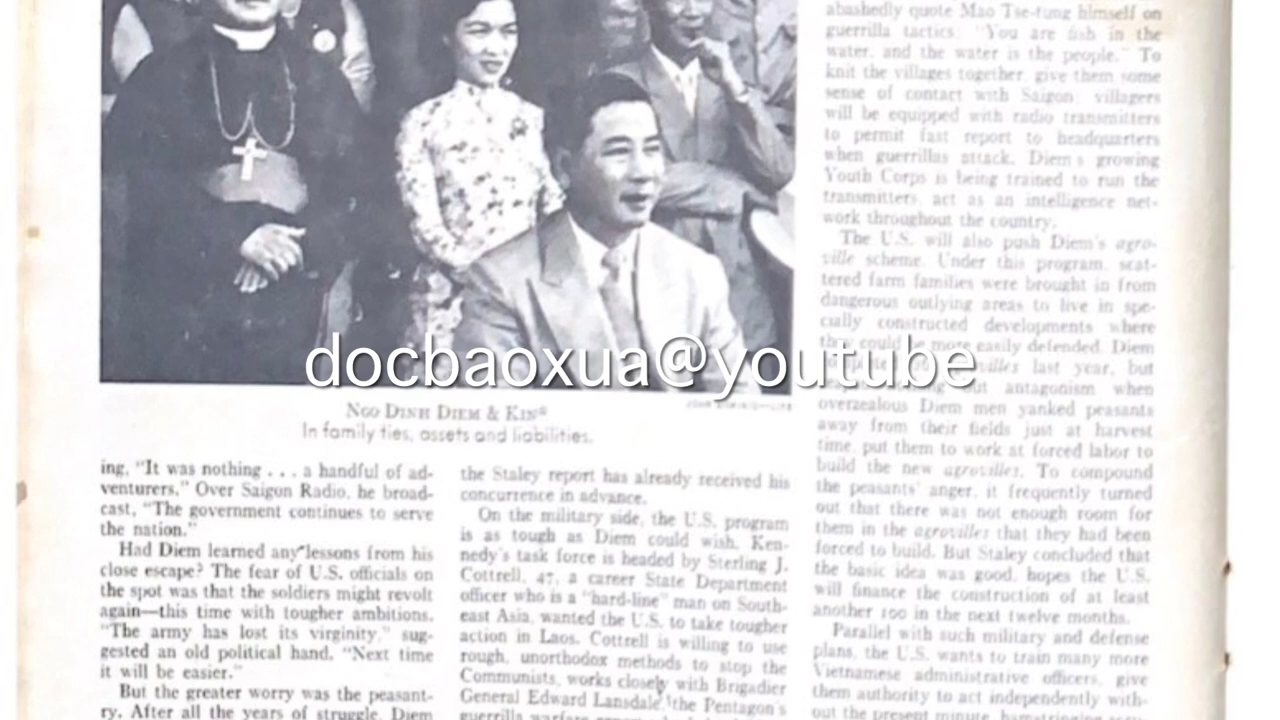 docbaoxua@youtube
NGO DINH DIEM & KIN*
In family ties, assets and liabilities.
ing, "It was nothing . . . a handful of ad-
venturers." Over Saigon Radio, he broad-
cast, "The government continues to serve
the nation."
Had Diem learned any lessons from his
close escape? The fear of U.S. officials on
the spot was that the soldiers might revolt
again—this time with tougher ambitions.
"The army has lost its virginity," sug-
gested an old political hand. "Next time
it will be easier."
But the greater worry was the peasant-
ry. After all the years of struggle, Diem
the Staley report has already received his
concurrence in advance.
On the military side, the U.S. program
is as tough as Diem could wish. Ken-
nedy's task force is headed by Sterling J.
Cottrell, 47, a career State Department
officer who is a "hard-line" man on South-
east Asia, wanted the U.S. to take tougher
action in Laos. Cottrell is willing to use
rough, unorthodox methods to stop the
Communists, works closely with Brigadier
General Edward Lansdale, the Pentagon's
guerrilla warfare
abashedly quote Mao Tse-tung himself on
guerrilla tactics: "You are fish in the
water, and the water is the people." To
knit the villages together, give them some
sense of contact with Saigon, villagers
will be equipped with radio transmitters
to permit fast report to headquarters
when guerrillas attack. Diem's growing
Youth Corps is being trained to run the
transmitters, act as an intelligence net-
work throughout the country.
The U.S. will also push Diem's agro-
ville scheme. Under this program, scat-
tered farm families were brought in from
dangerous outlying areas to live in spe-
cially constructed developments where
they could be more easily defended. Diem
last year, but
antagonism when
overzealous Diem men yanked peasants
away from their fields just at harvest
time, put them to work at forced labor to
build the new agrovilles. To compound
the peasants' anger, it frequently turned
out that there was not enough room for
them in the agrovilles that they had been
forced to build. But Staley concluded that
the basic idea was good, hopes the U.S.
will finance the construction of at least
another 100 in the next twelve months.
Parallel with such military and defense
plans, the U.S. wants to train many more
Vietnamese administrative officers, give
them authority to act independently with-
out the present minute,